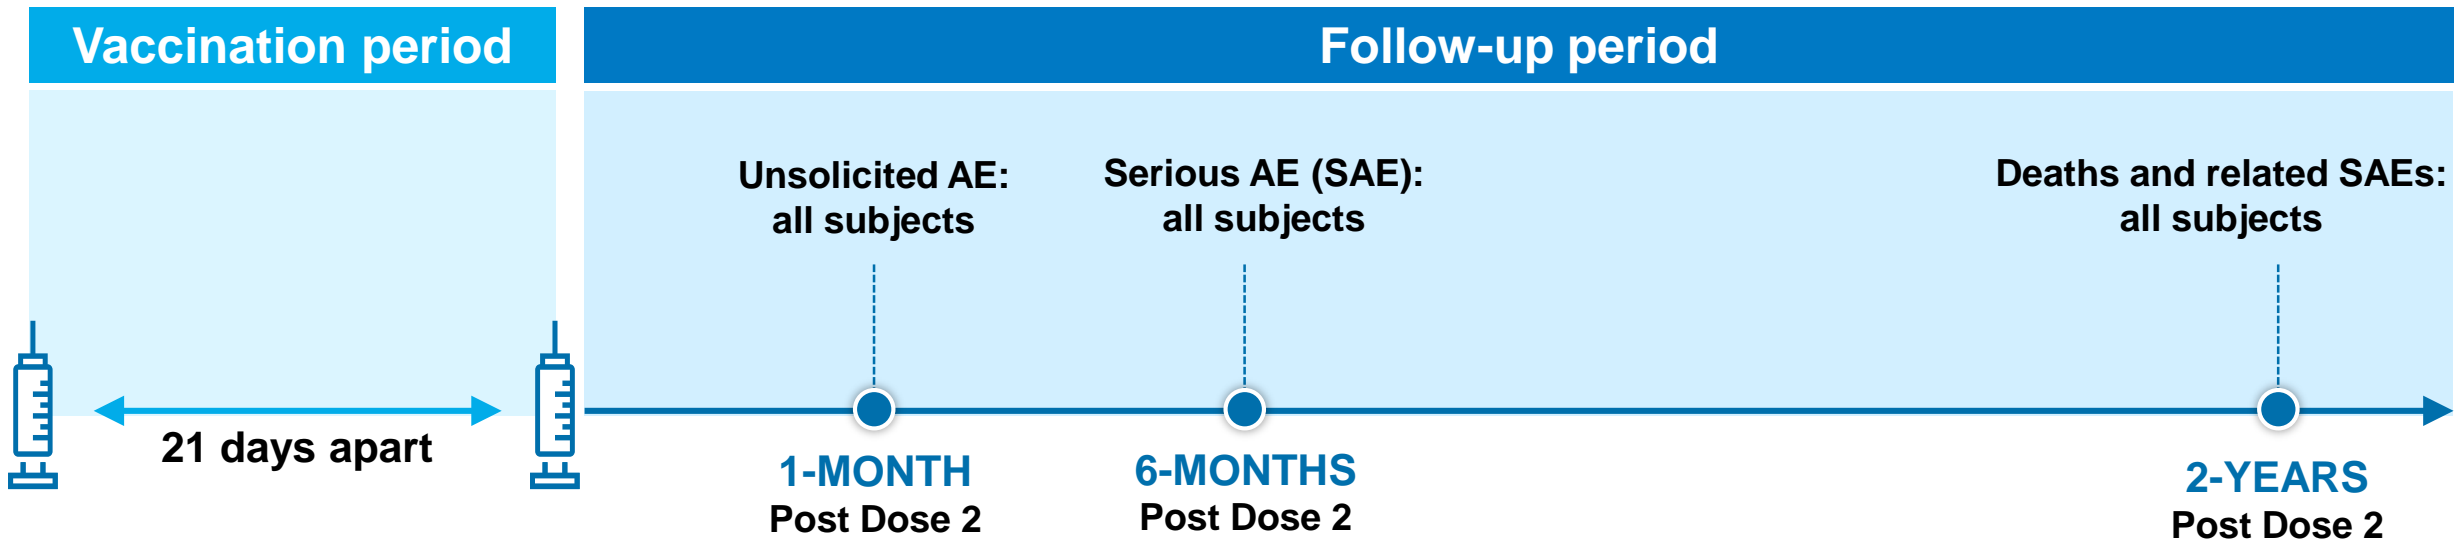 Vaccination period
Follow-up period
Unsolicited AE:
all subjects
Serious AE (SAE):
all subjects
Deaths and related SAEs:
all subjects
21 days apart
1-MONTH
Post Dose 2
6-MONTHS
Post Dose 2
2-YEARS
Post Dose 2